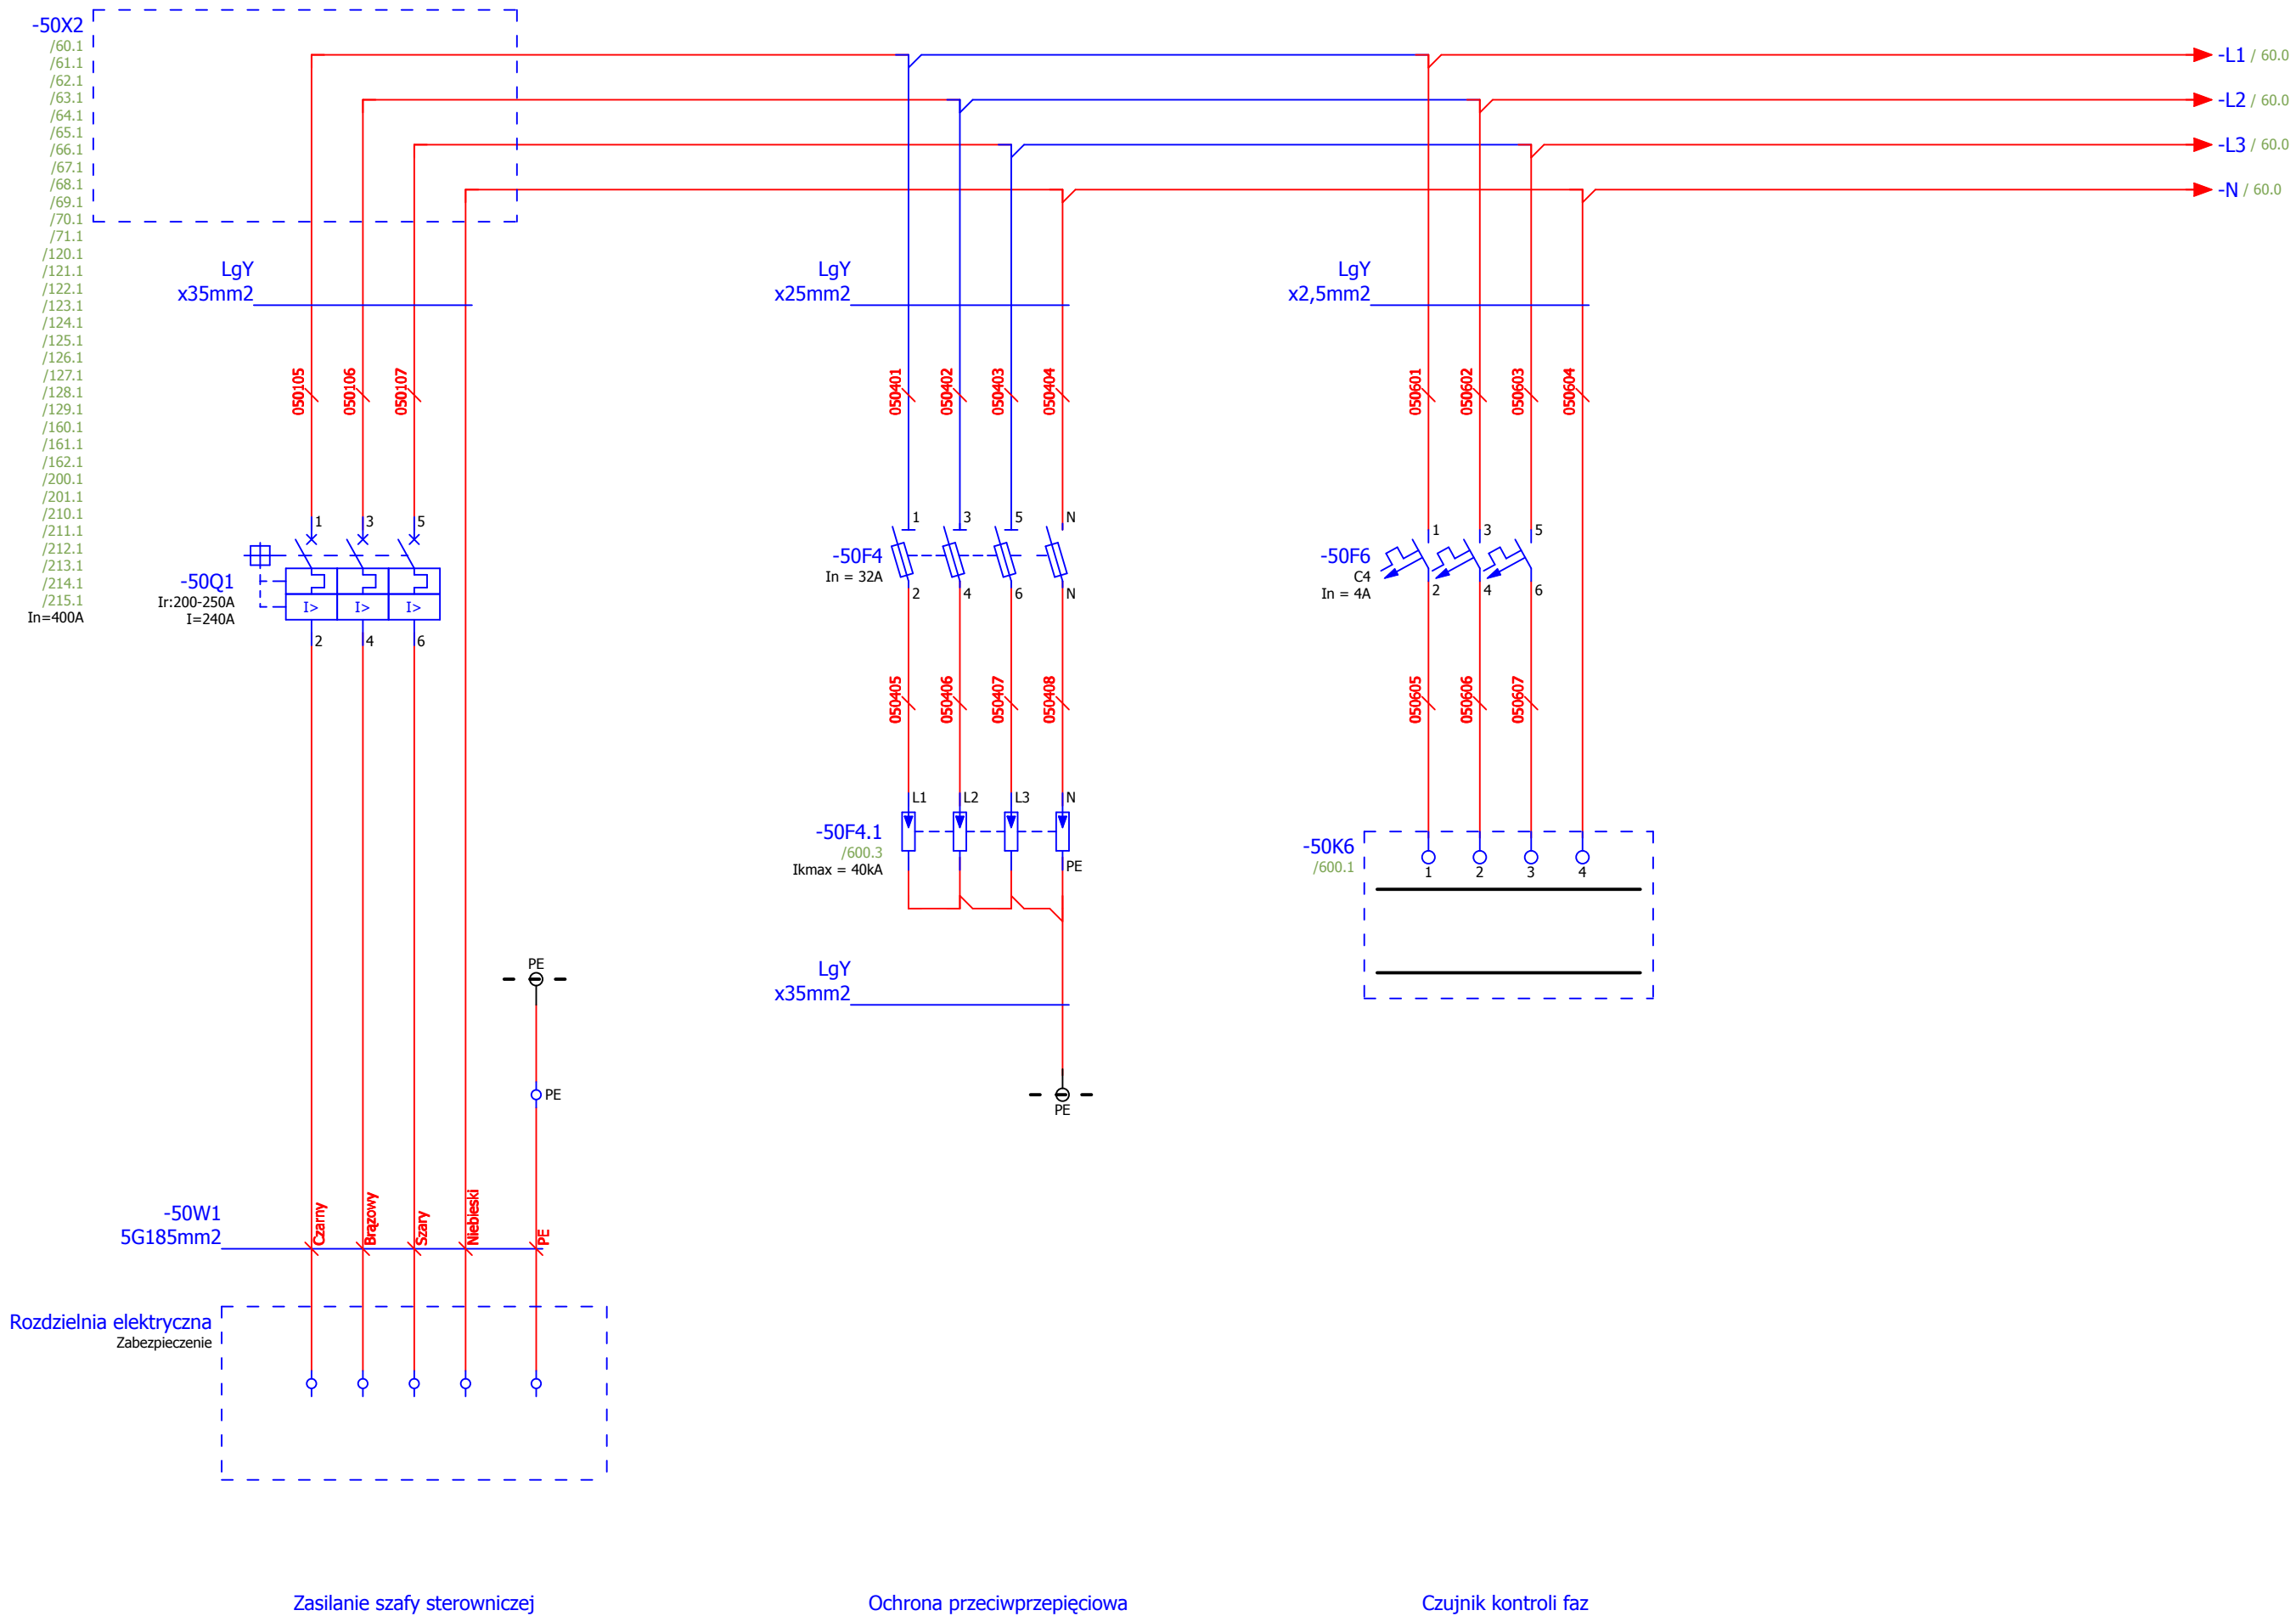 -50X2
/60.1
/61.1
/62.1
/63.1
/64.1
/65.1
/66.1
/67.1
/68.1
/69.1
/70.1
/71.1
/120.1
/121.1
/122.1
/123.1
/124.1
/125.1
/126.1
/127.1
/128.1
/129.1
/160.1
/161.1
/162.1
/200.1
/201.1
/210.1
/211.1
/212.1
/213.1
/214.1
/215.1
In=400A
-L1 / 60.0
-L2 / 60.0
-L3 / 60.0
-N / 60.0
LgY
x35mm2
050105
050106
050107
1 3 5
-50Q1
Ir:200-250A
I=240A
I> I> I>
2 4 6
PE
PE
-50W1
5G185mm2
Czarny
Brązowy
Szary
Niebieski
PE
Rozdzielnia elektryczna
Zabezpieczenie
Zasilanie szafy sterowniczej
LgY
x25mm2
050401
050402
050403
050404
1 3 5 N
-50F4
In = 32A
2 4 6 N
050405
050406
050407
050408
L1 L2 L3 N
-50F4.1
/600.3
Ikmax = 40kA
PE
LgY
x35mm2
PE
Ochrona przeciwprzepięciowa
LgY
x2,5mm2
050601
050602
050603
050604
1 3 5
-50F6
C4
In = 4A
2 4 6
050605
050606
050607
-50K6
/600.1
1 2 3 4
Czujnik kontroli faz